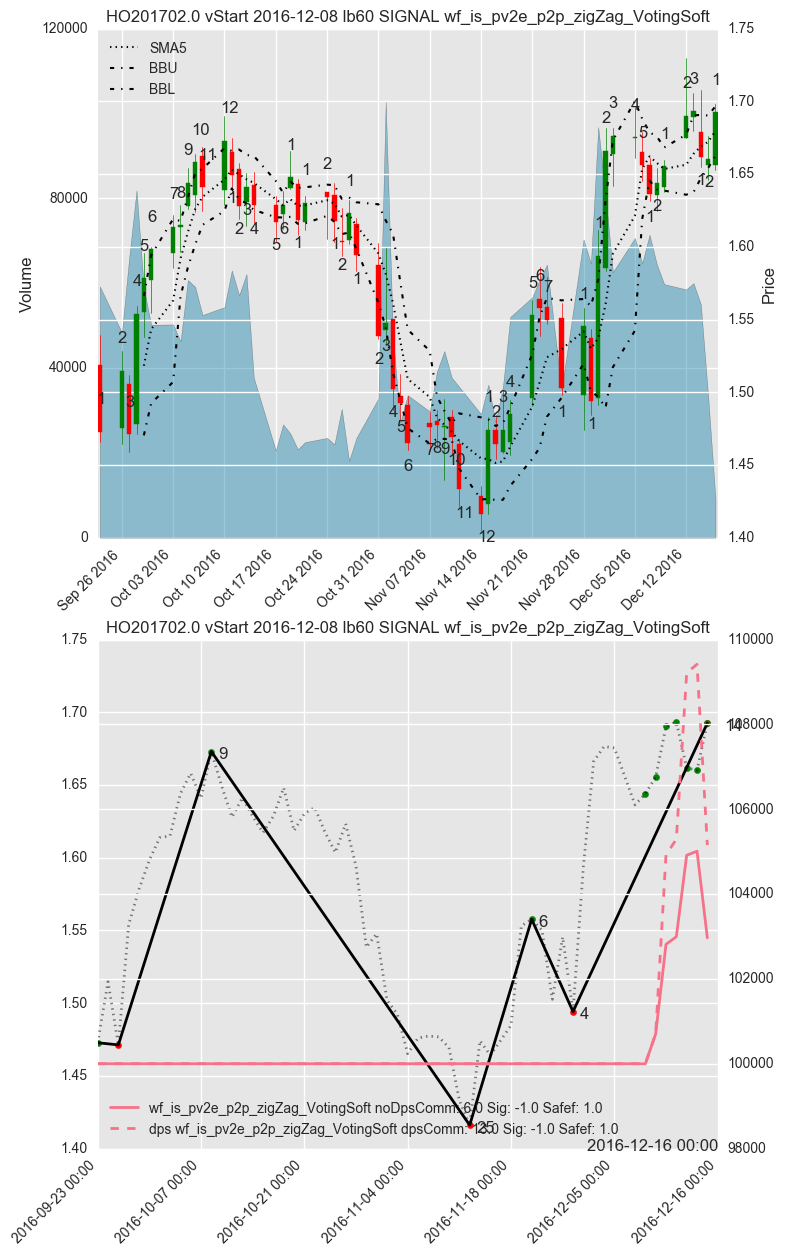 HO201702.0 vStart 2016-12-08 lb60 SIGNAL wf_is_pv2e_p2p_zigZag_VotingSoft
120000
80000
40000
0
Volume
SMA5
BBU
BBL
1.75
1.70
1.65
1.60
1.55
1.50
1.45
1.40
Price
Sep 26 2016
Oct 03 2016
Oct 10 2016
Oct 17 2016
Oct 24 2016
Oct 31 2016
Nov 07 2016
Nov 14 2016
Nov 21 2016
Nov 28 2016
Dec 05 2016
Dec 12 2016
HO201702.0 vStart 2016-12-08 lb60 SIGNAL wf_is_pv2e_p2p_zigZag_VotingSoft
1.75
1.70
1.65
1.60
1.55
1.50
1.45
1.40
110000
108000
106000
104000
102000
100000
98000
9
25
6
4
14
wf_is_pv2e_p2p_zigZag_VotingSoft noDpsComm: 6.0 Sig: -1.0 Safef: 1.0
dps wf_is_pv2e_p2p_zigZag_VotingSoft dpsComm: 13.0 Sig: -1.0 Safef: 1.0
2016-12-16 00:00
2016-09-23 00:00
2016-10-07 00:00
2016-10-21 00:00
2016-11-04 00:00
2016-11-18 00:00
2016-12-05 00:00
2016-12-16 00:00